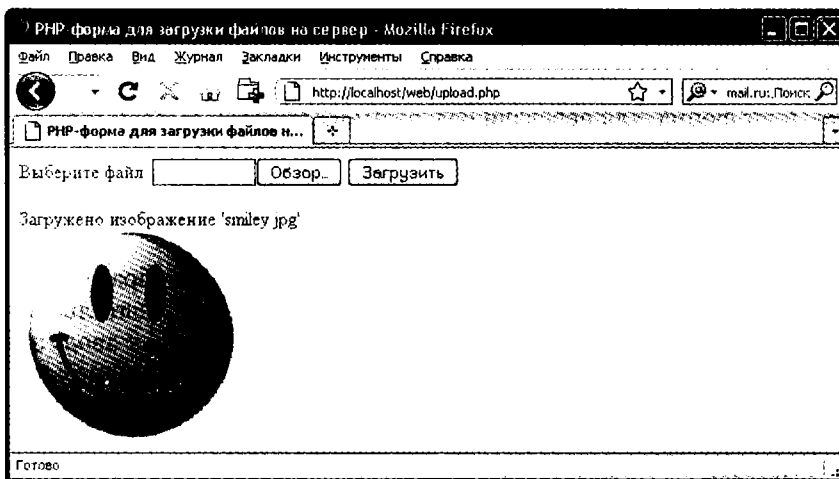 PHP-форма для загрузки файлов на сервер - Mozilla Firefox
Файл Правка Вид Журнал Закладки Инструменты Справка
http://localhost/web/upload.php mail.ru: Поиск
PHP-форма для загрузки файлов н...
Выберите файл Обзор... Загрузить
Загружено изображение 'smiley.jpg'
Готово